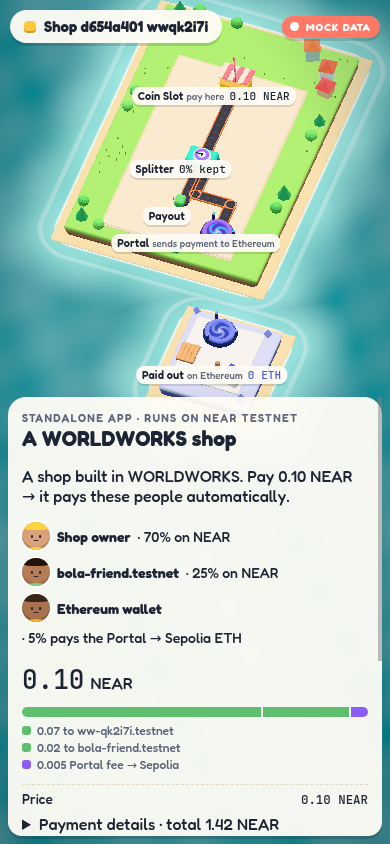 Shop d654a401 wwqk2i7i
MOCK DATA
Coin Slot pay here 0.10 NEAR
Splitter 0% kept
Payout
Portal sends payment to Ethereum
Paid out on Ethereum 0 ETH
STANDALONE APP · RUNS ON NEAR TESTNET
A WORLDWORKS shop
A shop built in WORLDWORKS. Pay 0.10 NEAR
→ it pays these people automatically.
Shop owner · 70% on NEAR
bola-friend.testnet · 25% on NEAR
Ethereum wallet
· 5% pays the Portal → Sepolia ETH
0.10 NEAR
0.07 to ww-qk2i7i.testnet
0.02 to bola-friend.testnet
0.005 Portal fee → Sepolia
Price 0.10 NEAR
▶ Payment details · total 1.42 NEAR